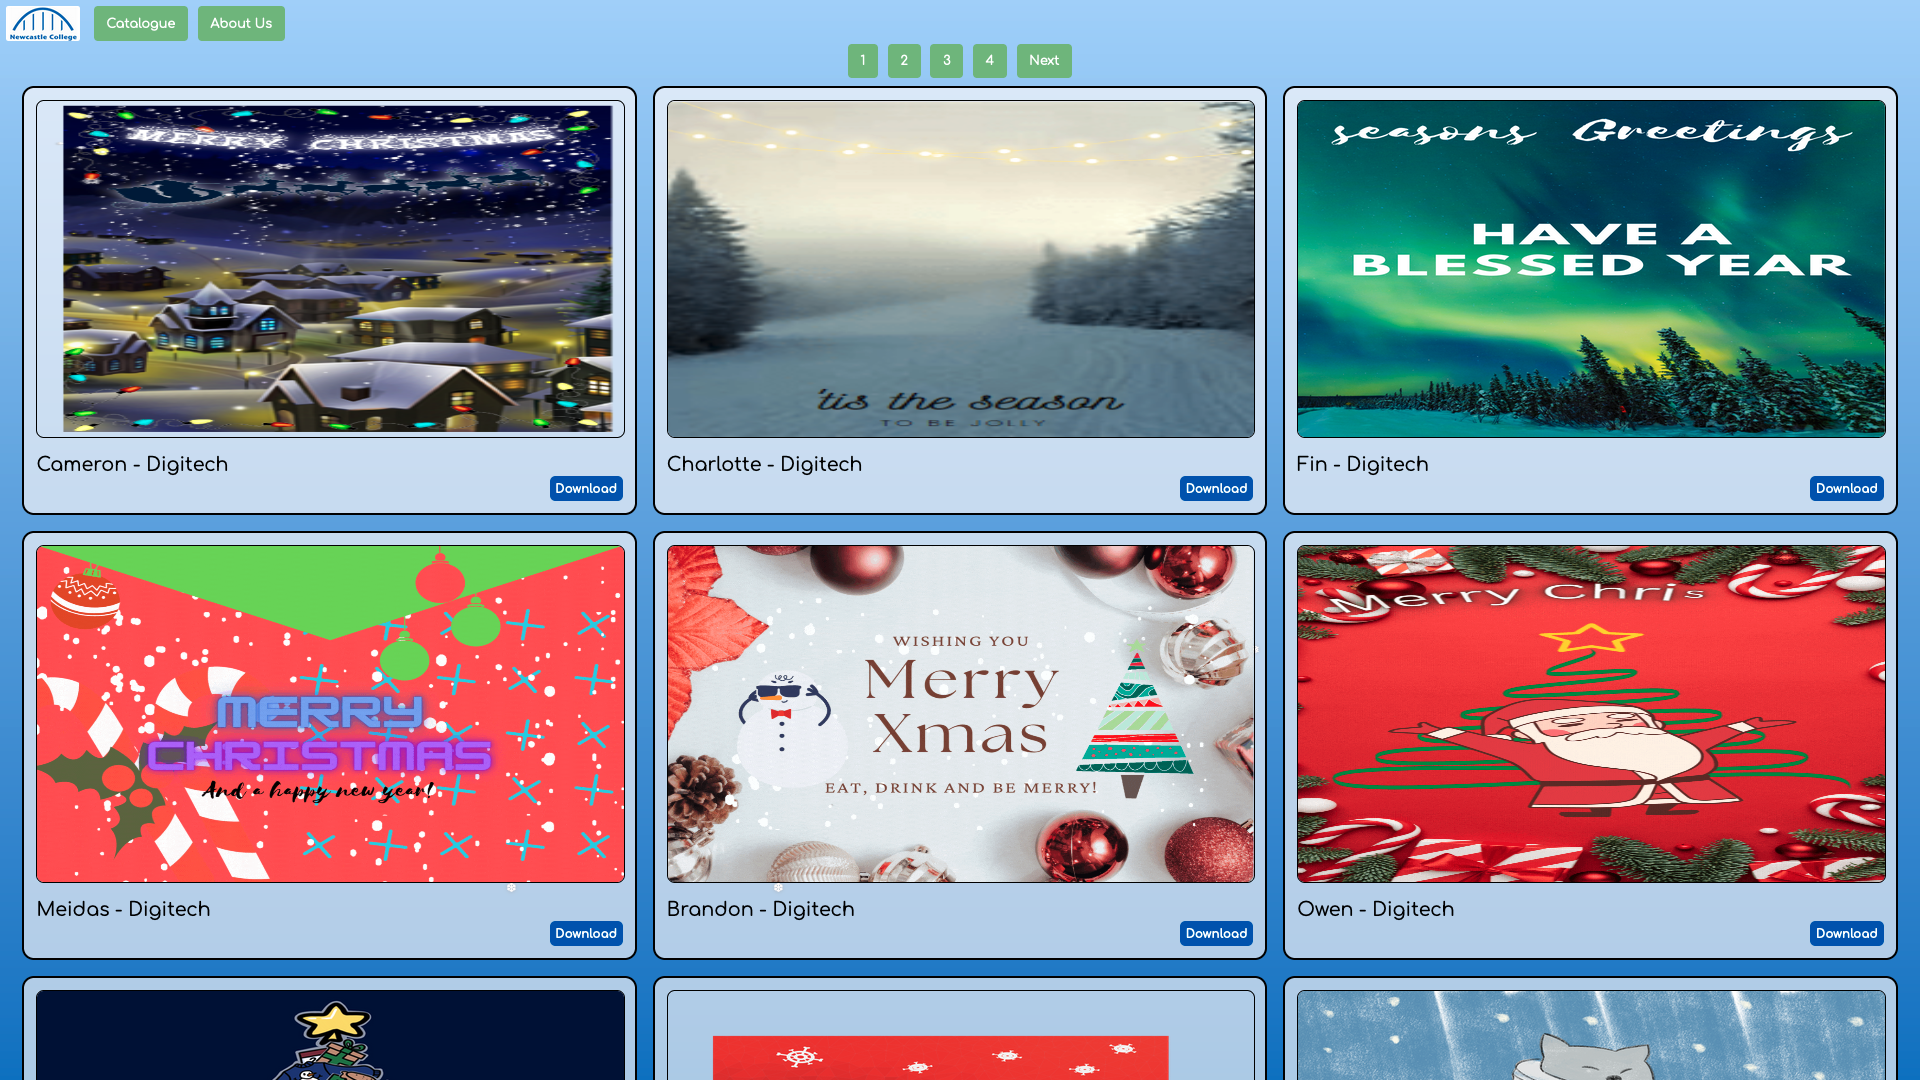 Newcastle College
Catalogue
About Us
1
2
3
4
Next
MERRY CHRISTMAS
'tis the season
TO BE JOLLY
seasons Greetings
HAVE A
BLESSED YEAR
Cameron - Digitech
Download
Charlotte - Digitech
Download
Fin - Digitech
Download
MERRY
CHRISTMAS
And a happy new year!
WISHING YOU
Merry
Xmas
EAT, DRINK AND BE MERRY!
Merry Chris
Meidas - Digitech
Download
Brandon - Digitech
Download
Owen - Digitech
Download